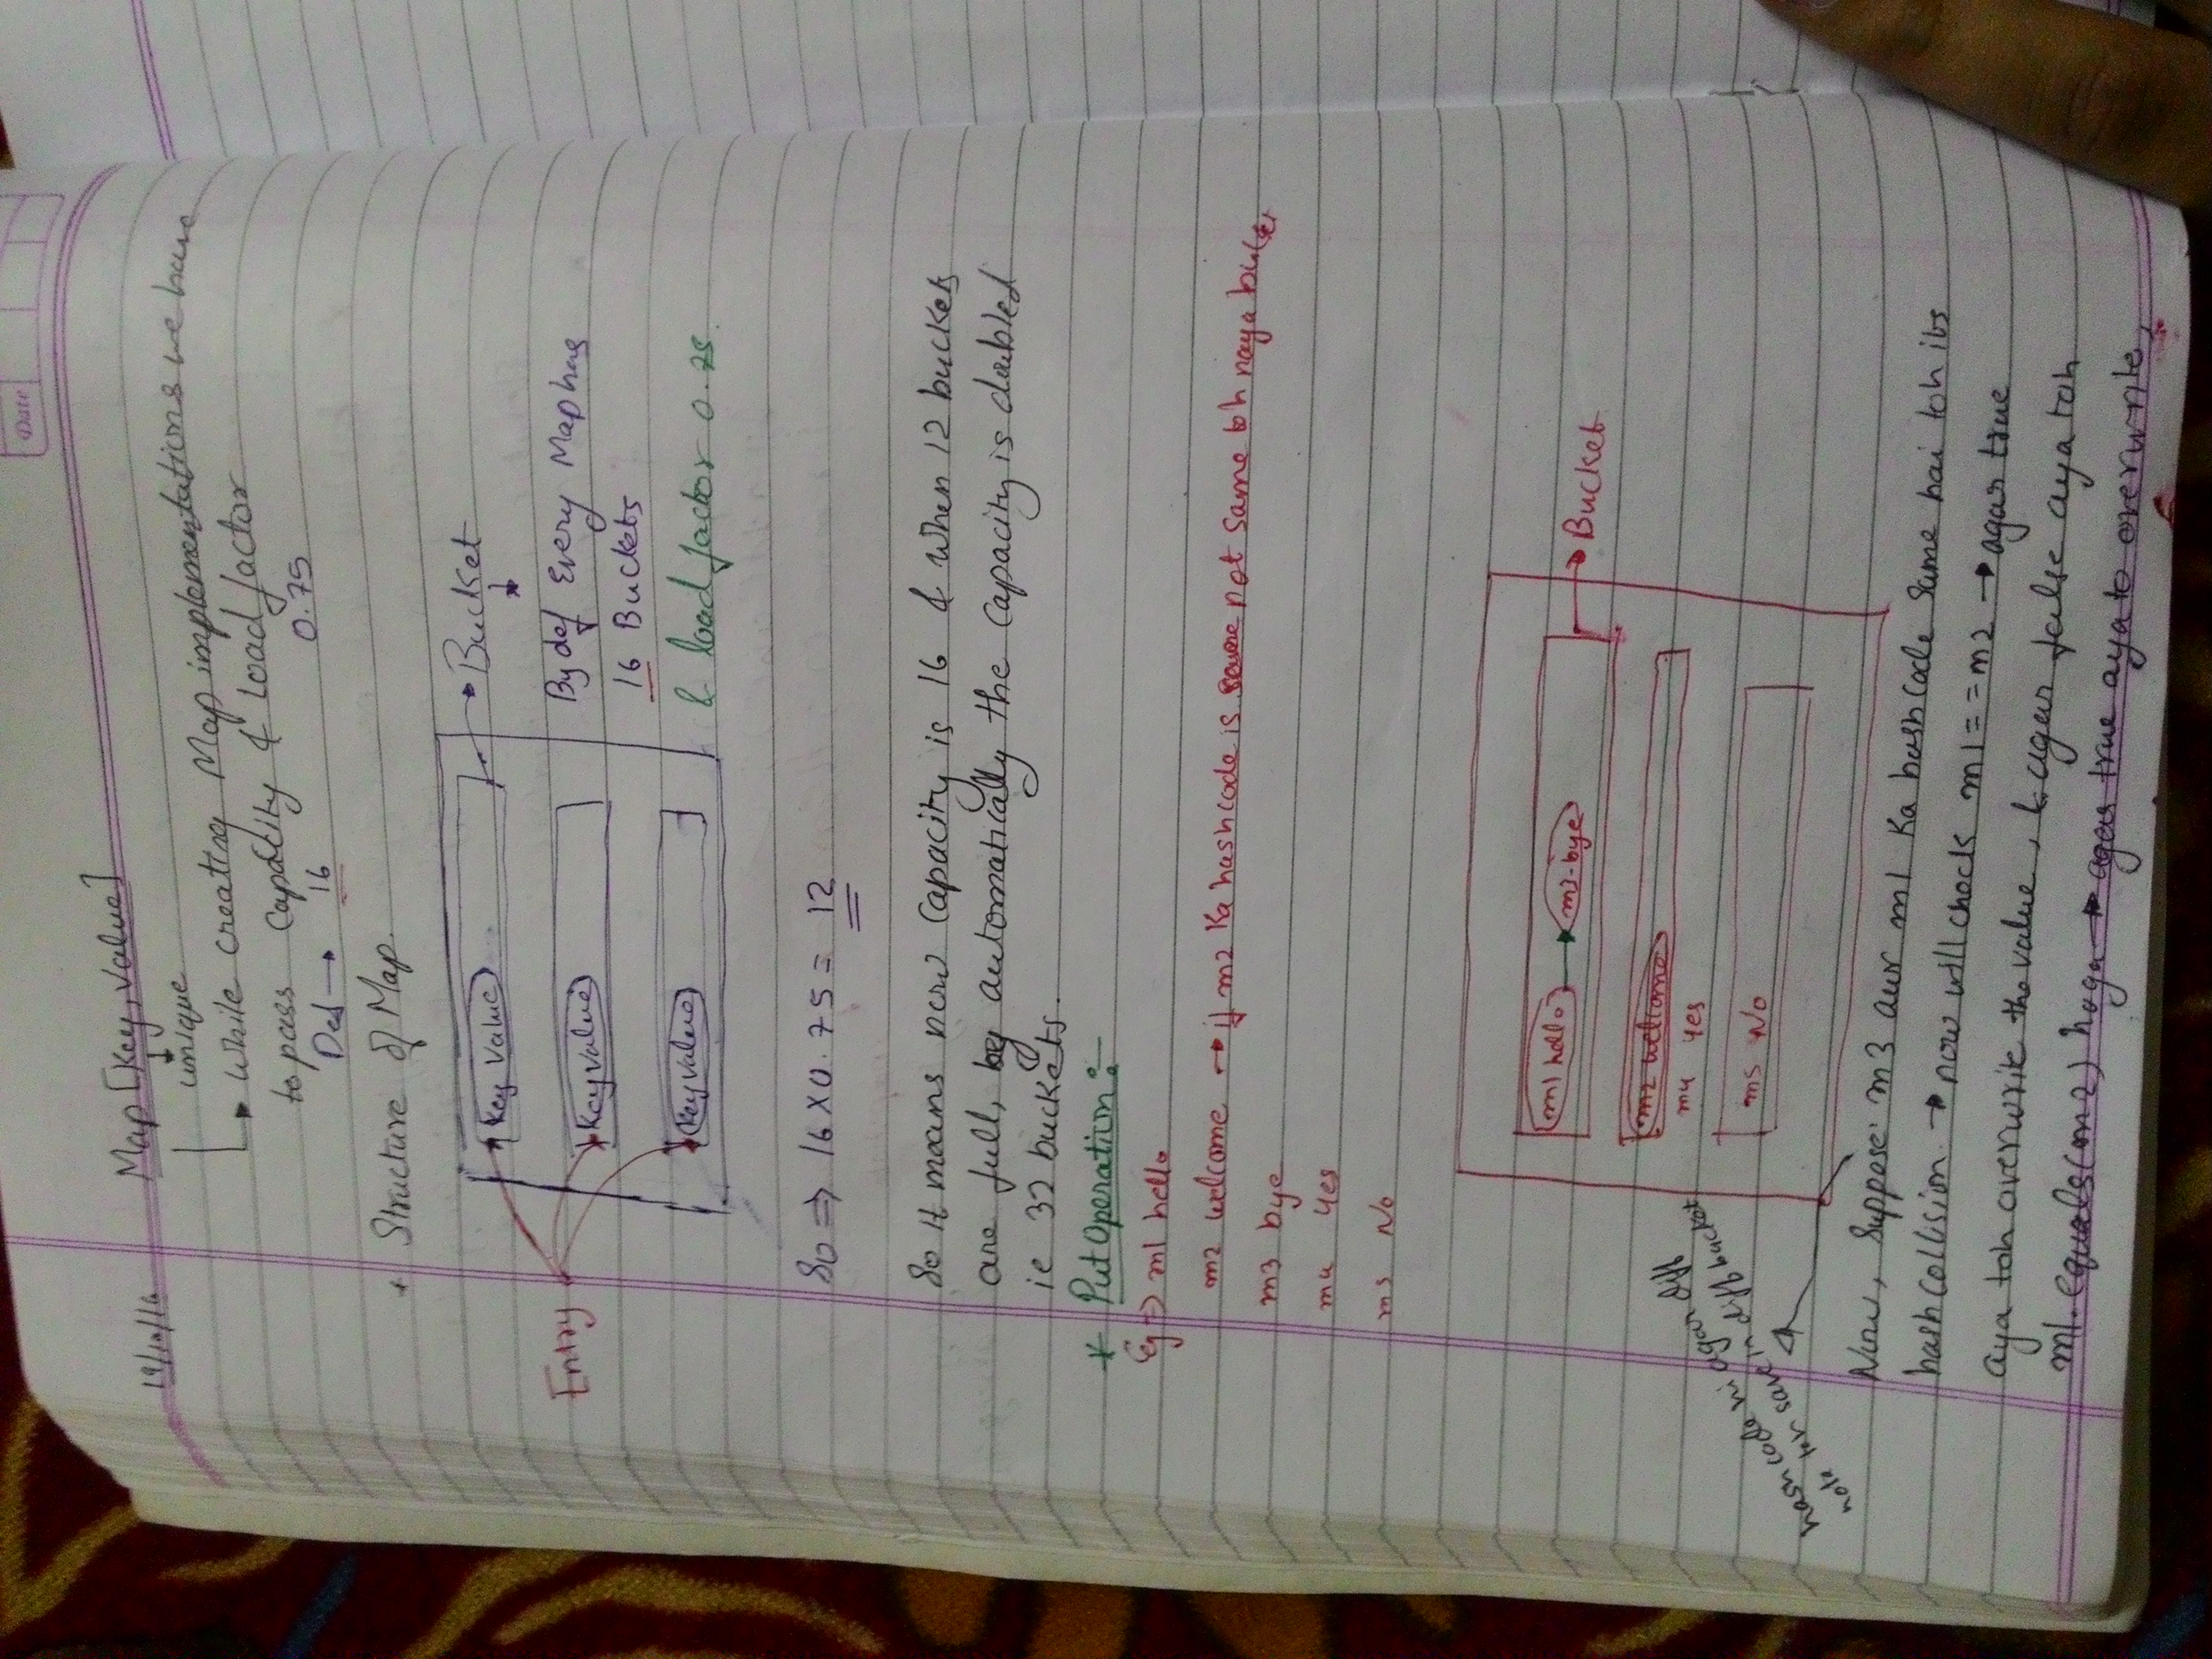 Date
19/10/16
Map [Key, Value]
unique
While creating Map implementations we have
to pass Capacity & Load factor
Def → 16 0.75
* Structure of Map.
Key Value
→ Bucket
Entry
Key value
By def Every Map has
16 Buckets
Key value
& load factor 0.75
So ⇒ 16 X 0.75 = 12
So it means now Capacity is 16 & when 12 buckets
are full, by automatically the Capacity is doubled
ie 32 buckets.
* Put Operation :-
Eg ⇒ m1 hello
m2 welcome → if m2 Ka hashcode is not same toh naya
m3 bye
m4 Yes
m5 No
m1 hello → m3 bye
→ Bucket
m2 welcome
m4 yes
m5 No
hash code hi agar diff
toh save in diff bucket
Now, Suppose m3 aur m1 Ka hashcode Same hai toh its
hash Collision → now will check m1 == m2 → agar true
aya toh overwrite the value, & agar false aya toh
m1.equals(m2) hoga → agar true aya to overwrite,